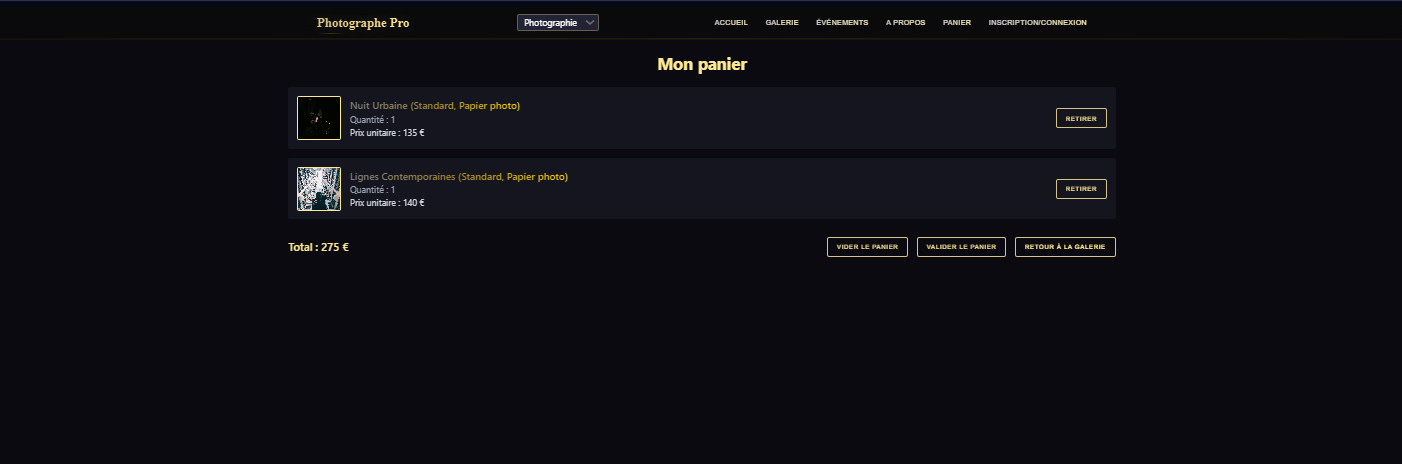 Photographe Pro
Photographie
ACCUEIL GALERIE ÉVÉNEMENTS A PROPOS PANIER INSCRIPTION/CONNEXION
Mon panier
Nuit Urbaine (Standard, Papier photo)
Quantité : 1
Prix unitaire : 135 €
RETIRER
Lignes Contemporaines (Standard, Papier photo)
Quantité : 1
Prix unitaire : 140 €
RETIRER
Total : 275 €
VIDER LE PANIER VALIDER LE PANIER RETOUR À LA GALERIE